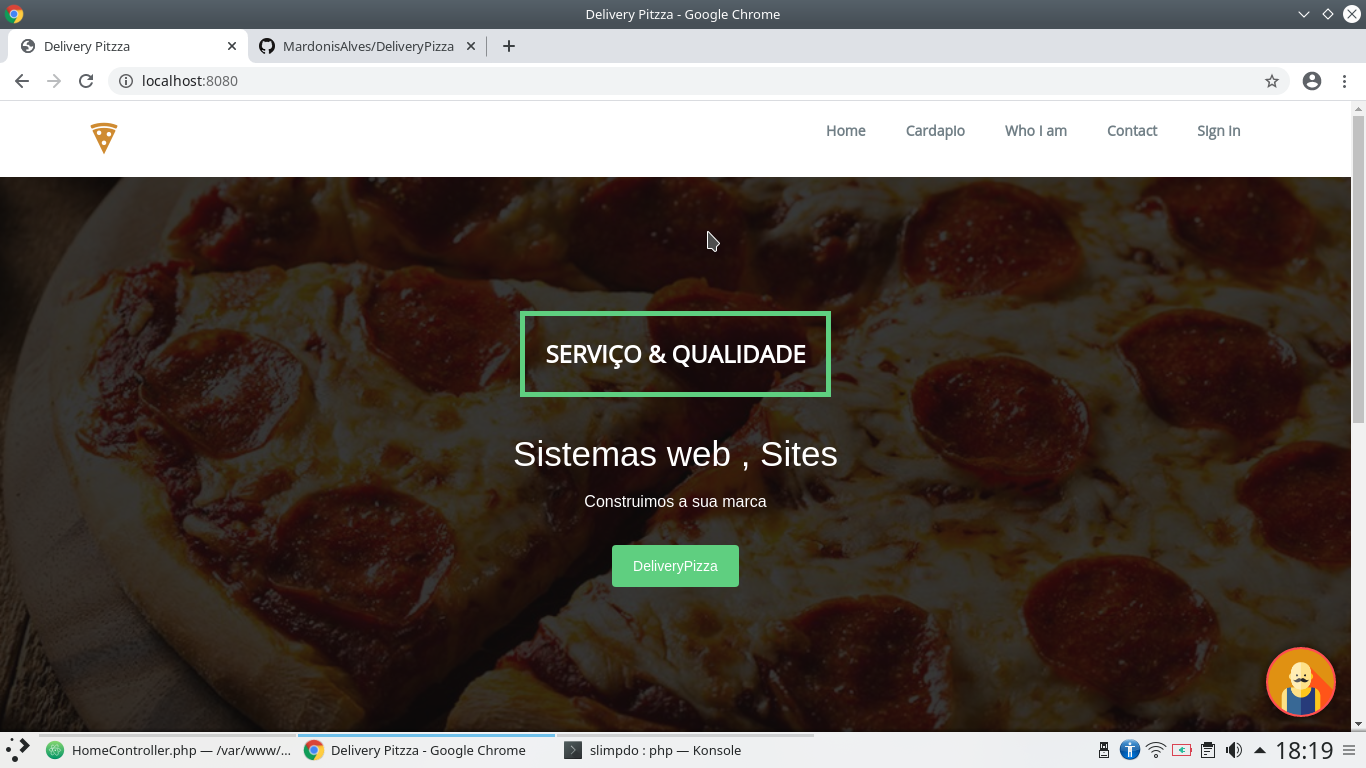 Delivery Pitzza - Google Chrome
Delivery Pitzza
MardonisAlves/DeliveryPizza
localhost:8080
Home
Cardapio
Who I am
Contact
Sign in
SERVIÇO & QUALIDADE
Sistemas web , Sites
Construimos a sua marca
DeliveryPizza
HomeController.php — /var/www/...
Delivery Pitzza - Google Chrome
slimpdo : php — Konsole
18:19